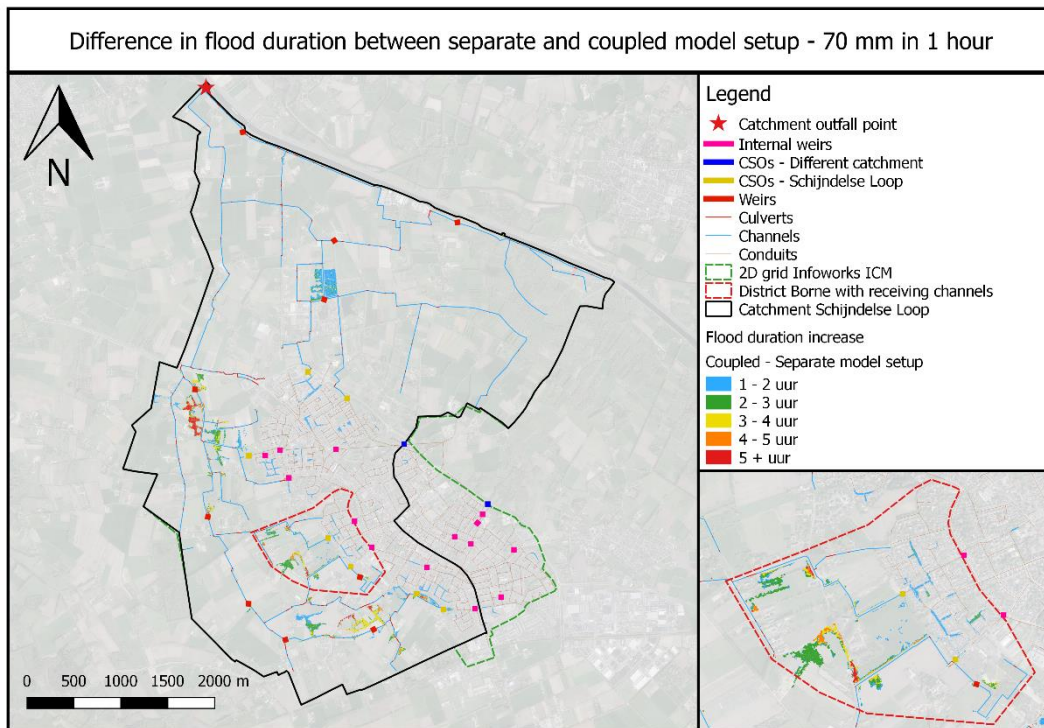 Difference in flood duration between separate and coupled model setup - 70 mm in 1 hour
N
0 500 1000 1500 2000 m
Legend
Catchment outfall point
Internal weirs
CSOs - Different catchment
CSOs - Schijndelse Loop
Weirs
Culverts
Channels
Conduits
2D grid Infoworks ICM
District Borne with receiving channels
Catchment Schijndelse Loop
Flood duration increase
Coupled - Separate model setup
1 - 2 uur
2 - 3 uur
3 - 4 uur
4 - 5 uur
5 + uur